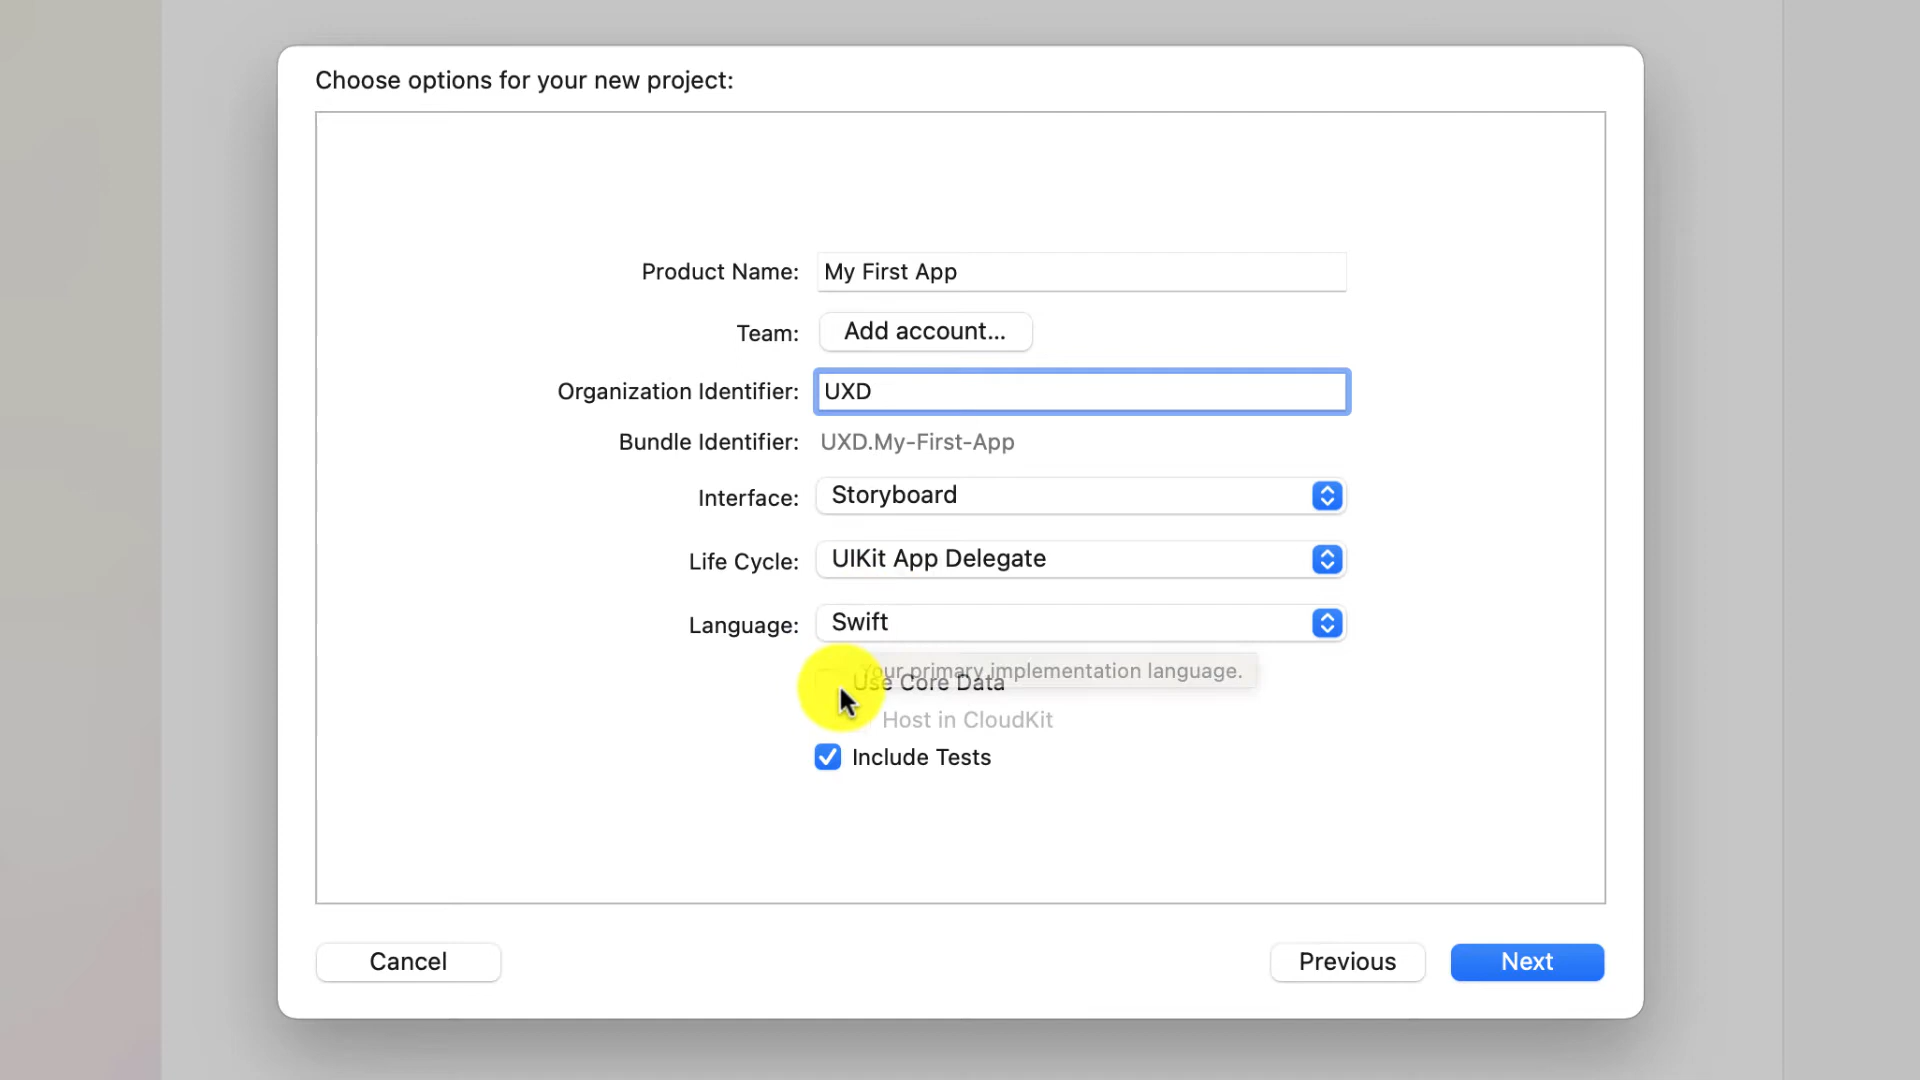 Choose options for your new project:
Product Name: My First App
Team: Add account...
Organization Identifier: UXD
Bundle Identifier: UXD.My-First-App
Interface: Storyboard
Life Cycle: UIKit App Delegate
Language: Swift
Your primary implementation language.
Use Core Data
Host in CloudKit
Include Tests
Cancel Previous Next